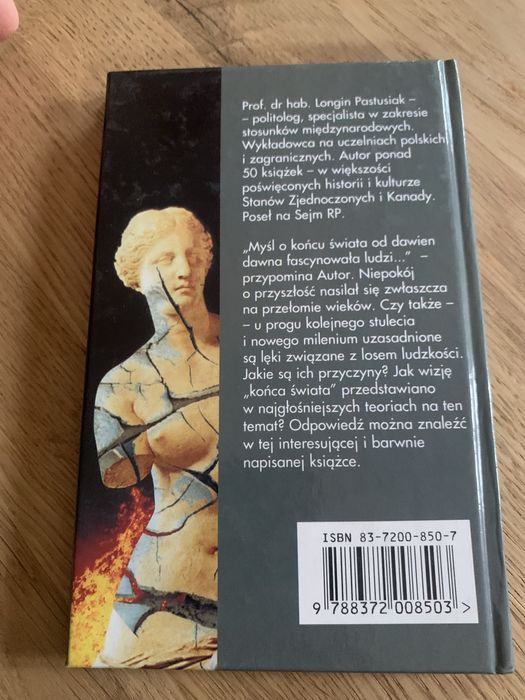 Prof. dr hab. Longin Pastusiak –
– politolog, specjalista w zakresie
stosunków międzynarodowych.
Wykładowca na uczelniach polskich
i zagranicznych. Autor ponad
50 książek – w większości
poświęconych historii i kulturze
Stanów Zjednoczonych i Kanady.
Poseł na Sejm RP.
„Myśl o końcu świata od dawien
dawna fascynowała ludzi...” –
przypomina Autor. Niepokój
o przyszłość nasilał się zwłaszcza
na przełomie wieków. Czy także –
– u progu kolejnego stulecia
i nowego milenium uzasadnione
są lęki związane z losem ludzkości.
Jakie są ich przyczyny? Jak wizję
„końca świata” przedstawiano
w najgłośniejszych teoriach na ten
temat? Odpowiedź można znaleźć
w tej interesującej i barwnie
napisanej książce.
ISBN 83-7200-850-7
9 788372 008503 >